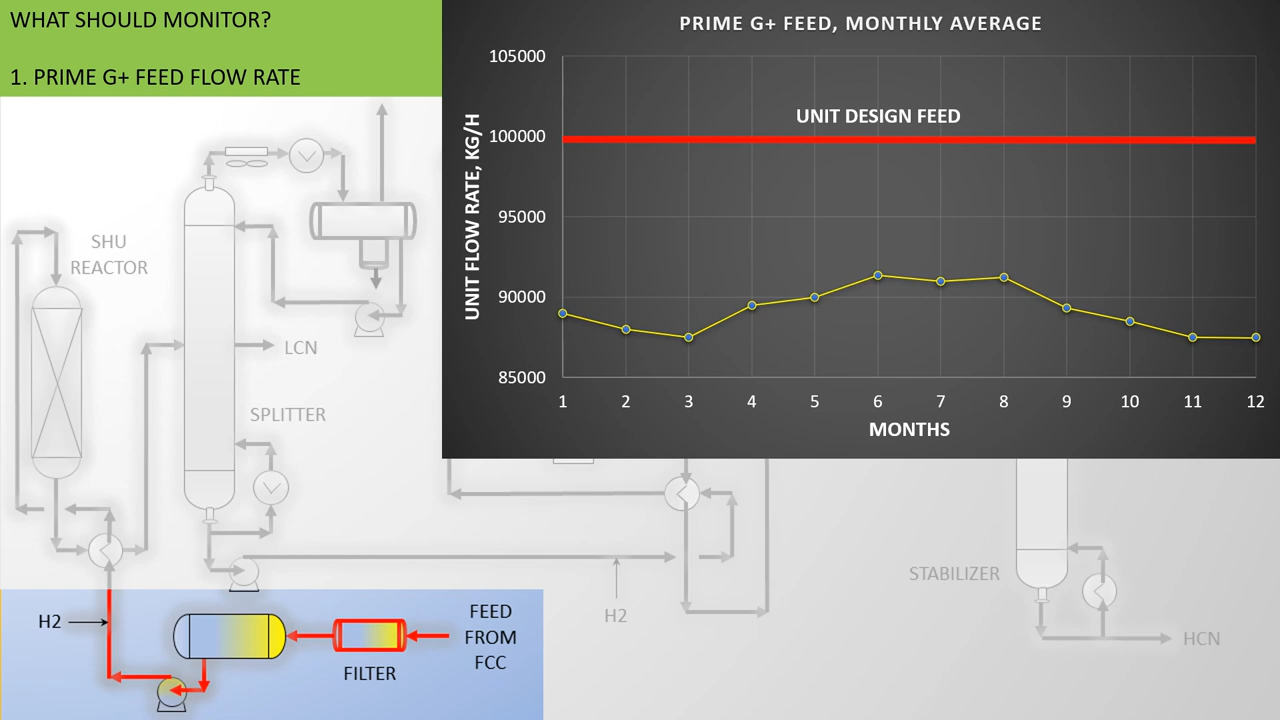 WHAT SHOULD MONITOR?
1. PRIME G+ FEED FLOW RATE
PRIME G+ FEED, MONTHLY AVERAGE
UNIT FLOW RATE, KG/H
105000
100000
95000
90000
85000
UNIT DESIGN FEED
1 2 3 4 5 6 7 8 9 10 11 12
MONTHS
SHU
REACTOR
LCN
SPLITTER
STABILIZER
H2
HCN
H2
FILTER
FEED
FROM
FCC